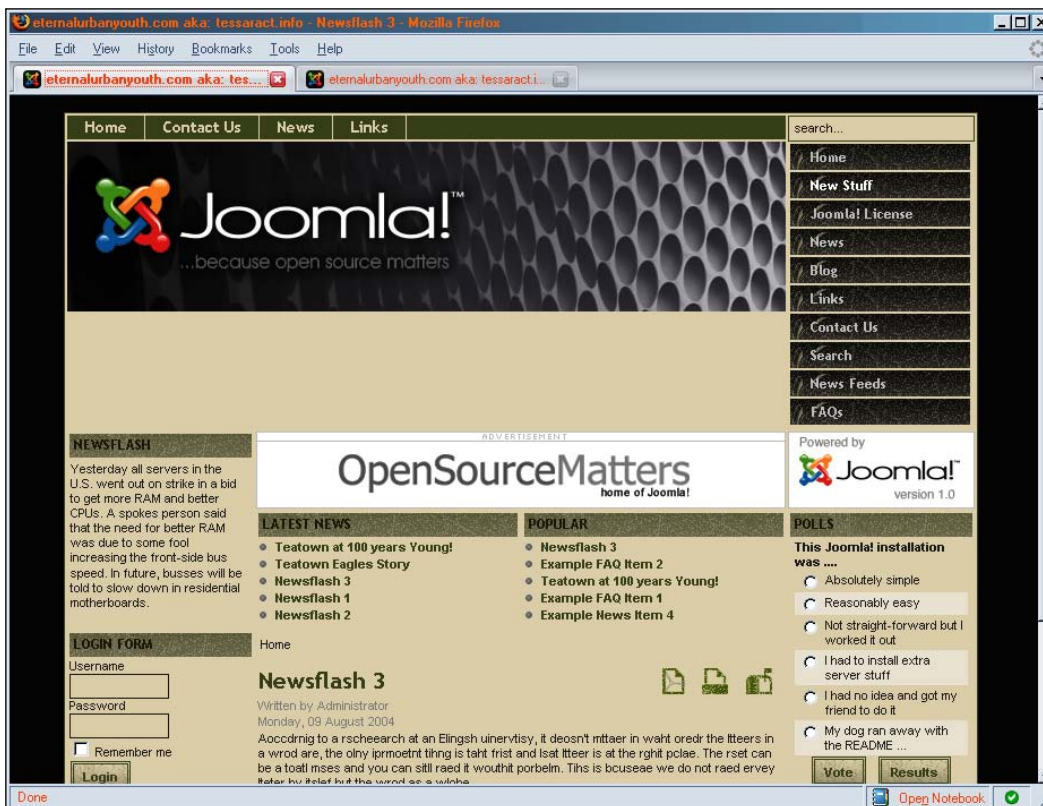 eternalurbanyouth.com aka: tessaract.info - Newsflash 3 - Mozilla Firefox
File Edit View History Bookmarks Tools Help
eternalurbanyouth.com aka: tes...
eternalurbanyouth.com aka: tessaract.i...
Home Contact Us News Links
search...
Joomla!™
...because open source matters
Home
New Stuff
Joomla! License
News
Blog
Links
Contact Us
Search
News Feeds
FAQs
NEWSFLASH
Yesterday all servers in the
U.S. went out on strike in a bid
to get more RAM and better
CPUs. A spokes person said
that the need for better RAM
was due to some fool
increasing the front-side bus
speed. In future, busses will be
told to slow down in residential
motherboards.
LOGIN FORM
Username
Password
Remember me
Login
ADVERTISEMENT
OpenSourceMatters
home of Joomla!
LATEST NEWS
Teatown at 100 years Young!
Teatown Eagles Story
Newsflash 3
Newsflash 1
Newsflash 2
POPULAR
Newsflash 3
Example FAQ Item 2
Teatown at 100 years Young!
Example FAQ Item 1
Example News Item 4
Home
Newsflash 3
Written by Administrator
Monday, 09 August 2004
Aoccdrnig to a rscheearch at an Elingsh uinervtisy, it deosn't mttaer in waht oredr the ltteers in
a wrod are, the olny iprmoetnt tihng is taht frist and lsat ltteer is at the rghit pclae. The rset can
be a toatl mses and you can sitll raed it wouthit porbelm. Tihs is bcuseae we do not raed ervey
lteter by itslef but the wrod as a wlohe.
Powered by
Joomla!™
version 1.0
POLLS
This Joomla! installation
was ....
Absolutely simple
Reasonably easy
Not straight-forward but I
worked it out
I had to install extra
server stuff
I had no idea and got my
friend to do it
My dog ran away with
the README ...
Vote Results
Done
Open Notebook